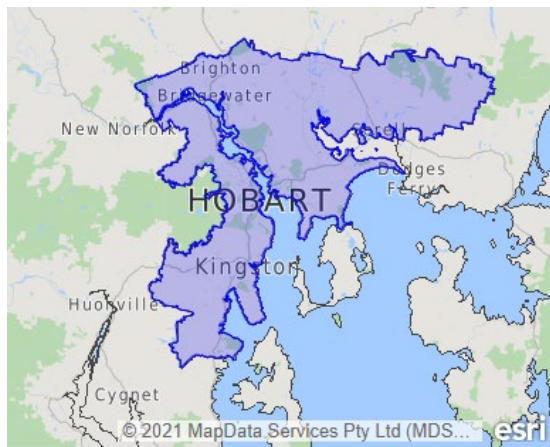 Brighton
Bridgewater
New Norfolk
Sorell
Dodges
Ferry
HOBART
Kingston
Huonville
Cygnet
© 2021 MapData Services Pty Ltd (MDS...
esri